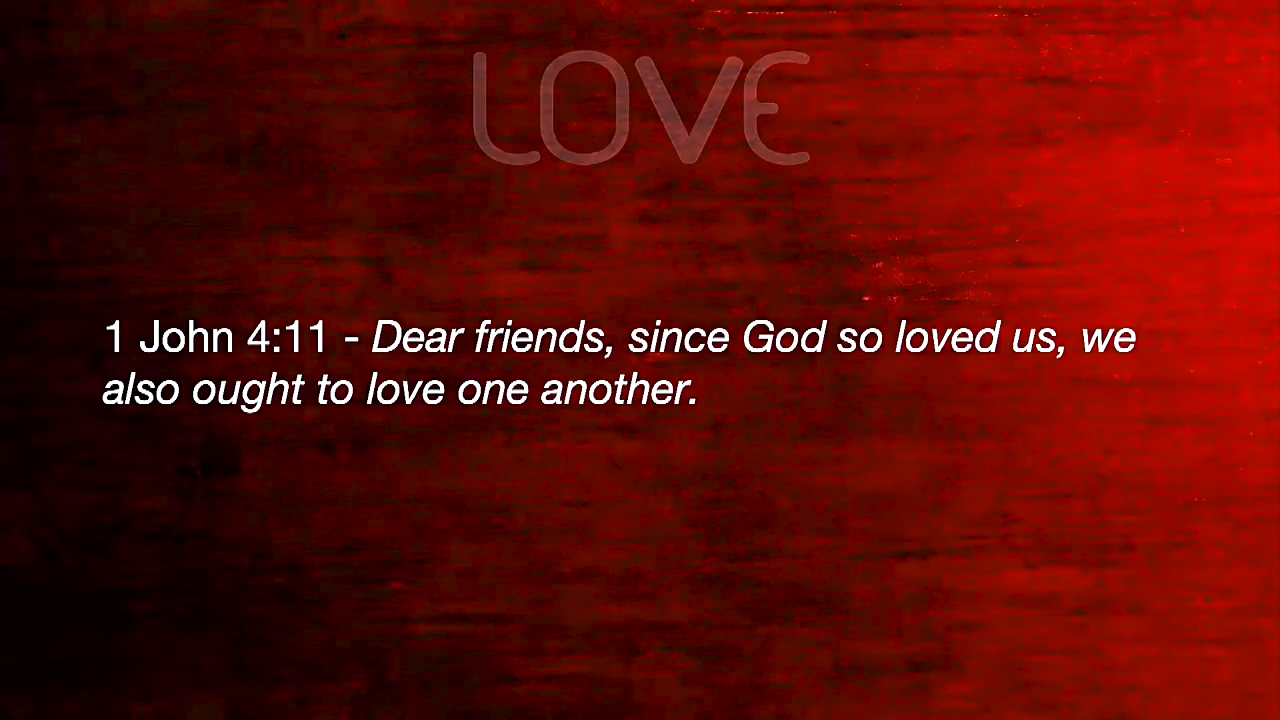 LOVE
1 John 4:11 - Dear friends, since God so loved us, we
also ought to love one another.